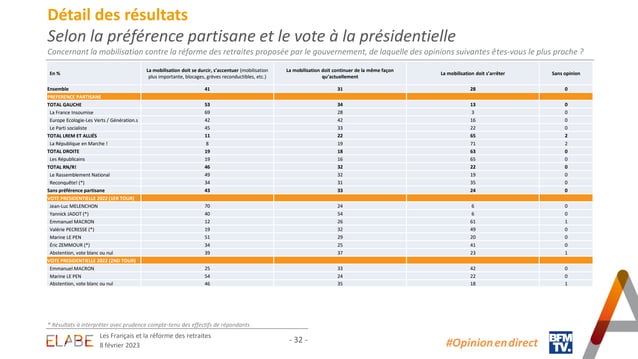 Détail des résultats
Selon la préférence partisane et le vote à la présidentielle
Concernant la mobilisation contre la réforme des retraites proposée par le gouvernement, de laquelle des opinions suivantes êtes-vous le plus proche ?
En % La mobilisation doit se durcir, s'accentuer (mobilisation plus importante, blocages, grèves reconductibles, etc.) La mobilisation doit continuer de la même façon qu'actuellement La mobilisation doit s'arrêter Sans opinion
Ensemble 41 31 28 0
PREFERENCE PARTISANE
TOTAL GAUCHE 53 34 13 0
La France Insoumise 69 28 3 0
Europe Ecologie-Les Verts / Génération.s 42 42 16 0
Le Parti socialiste 45 33 22 0
TOTAL LREM ET ALLIÉS 11 22 65 2
La République en Marche ! 8 19 71 2
TOTAL DROITE 19 18 63 0
Les Républicains 19 16 65 0
TOTAL RN/R! 46 32 22 0
Le Rassemblement National 49 32 19 0
Reconquête! (*) 34 31 35 0
Sans préférence partisane 43 33 24 0
VOTE PRESIDENTIELLE 2022 (1ER TOUR)
Jean-Luc MELENCHON 70 24 6 0
Yannick JADOT (*) 40 54 6 0
Emmanuel MACRON 12 26 61 1
Valérie PECRESSE (*) 19 32 49 0
Marine LE PEN 51 29 20 0
Éric ZEMMOUR (*) 34 25 41 0
Abstention, vote blanc ou nul 39 37 23 1
VOTE PRESIDENTIELLE 2022 (2ND TOUR)
Emmanuel MACRON 25 33 42 0
Marine LE PEN 54 24 22 0
Abstention, vote blanc ou nul 46 35 18 1
* Résultats à interpréter avec prudence compte-tenu des effectifs de répondants
ELABE
Les Français et la réforme des retraites
8 février 2023
- 32 -
#Opinion.en.direct
BFM
TV.